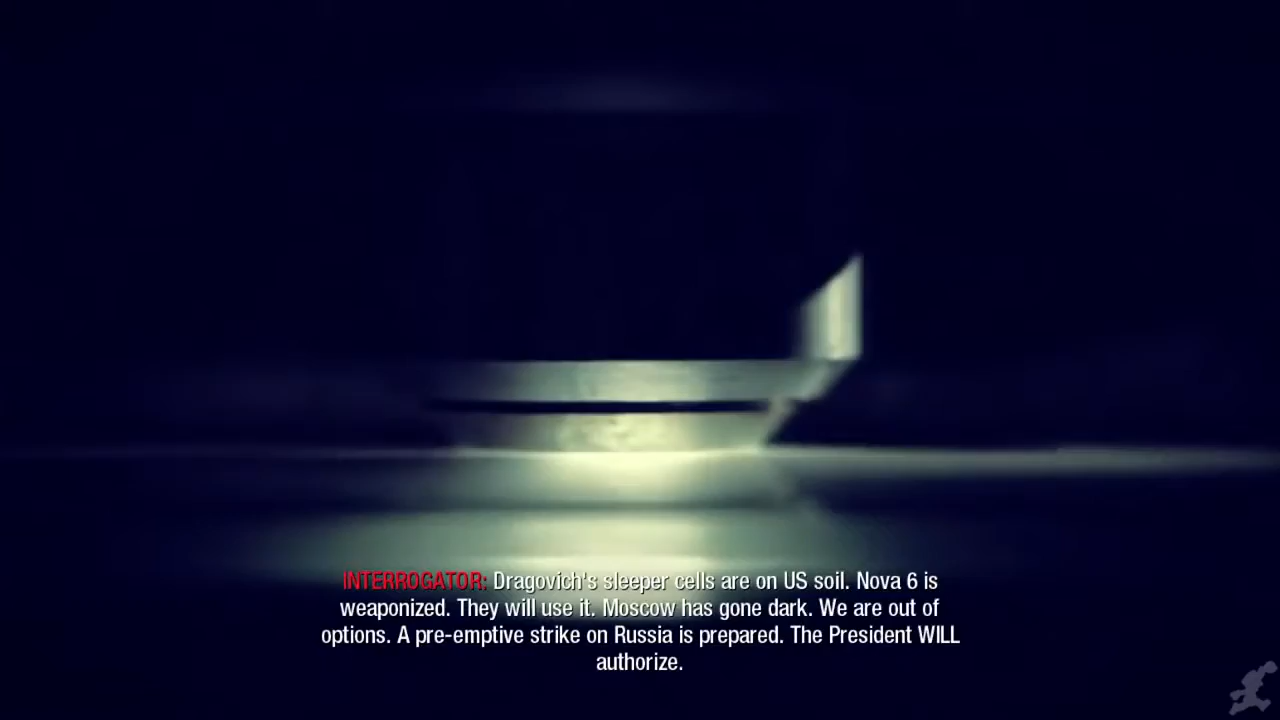 INTERROGATOR: Dragovich's sleeper cells are on US soil. Nova 6 is
weaponized. They will use it. Moscow has gone dark. We are out of
options. A pre-emptive strike on Russia is prepared. The President WILL
authorize.